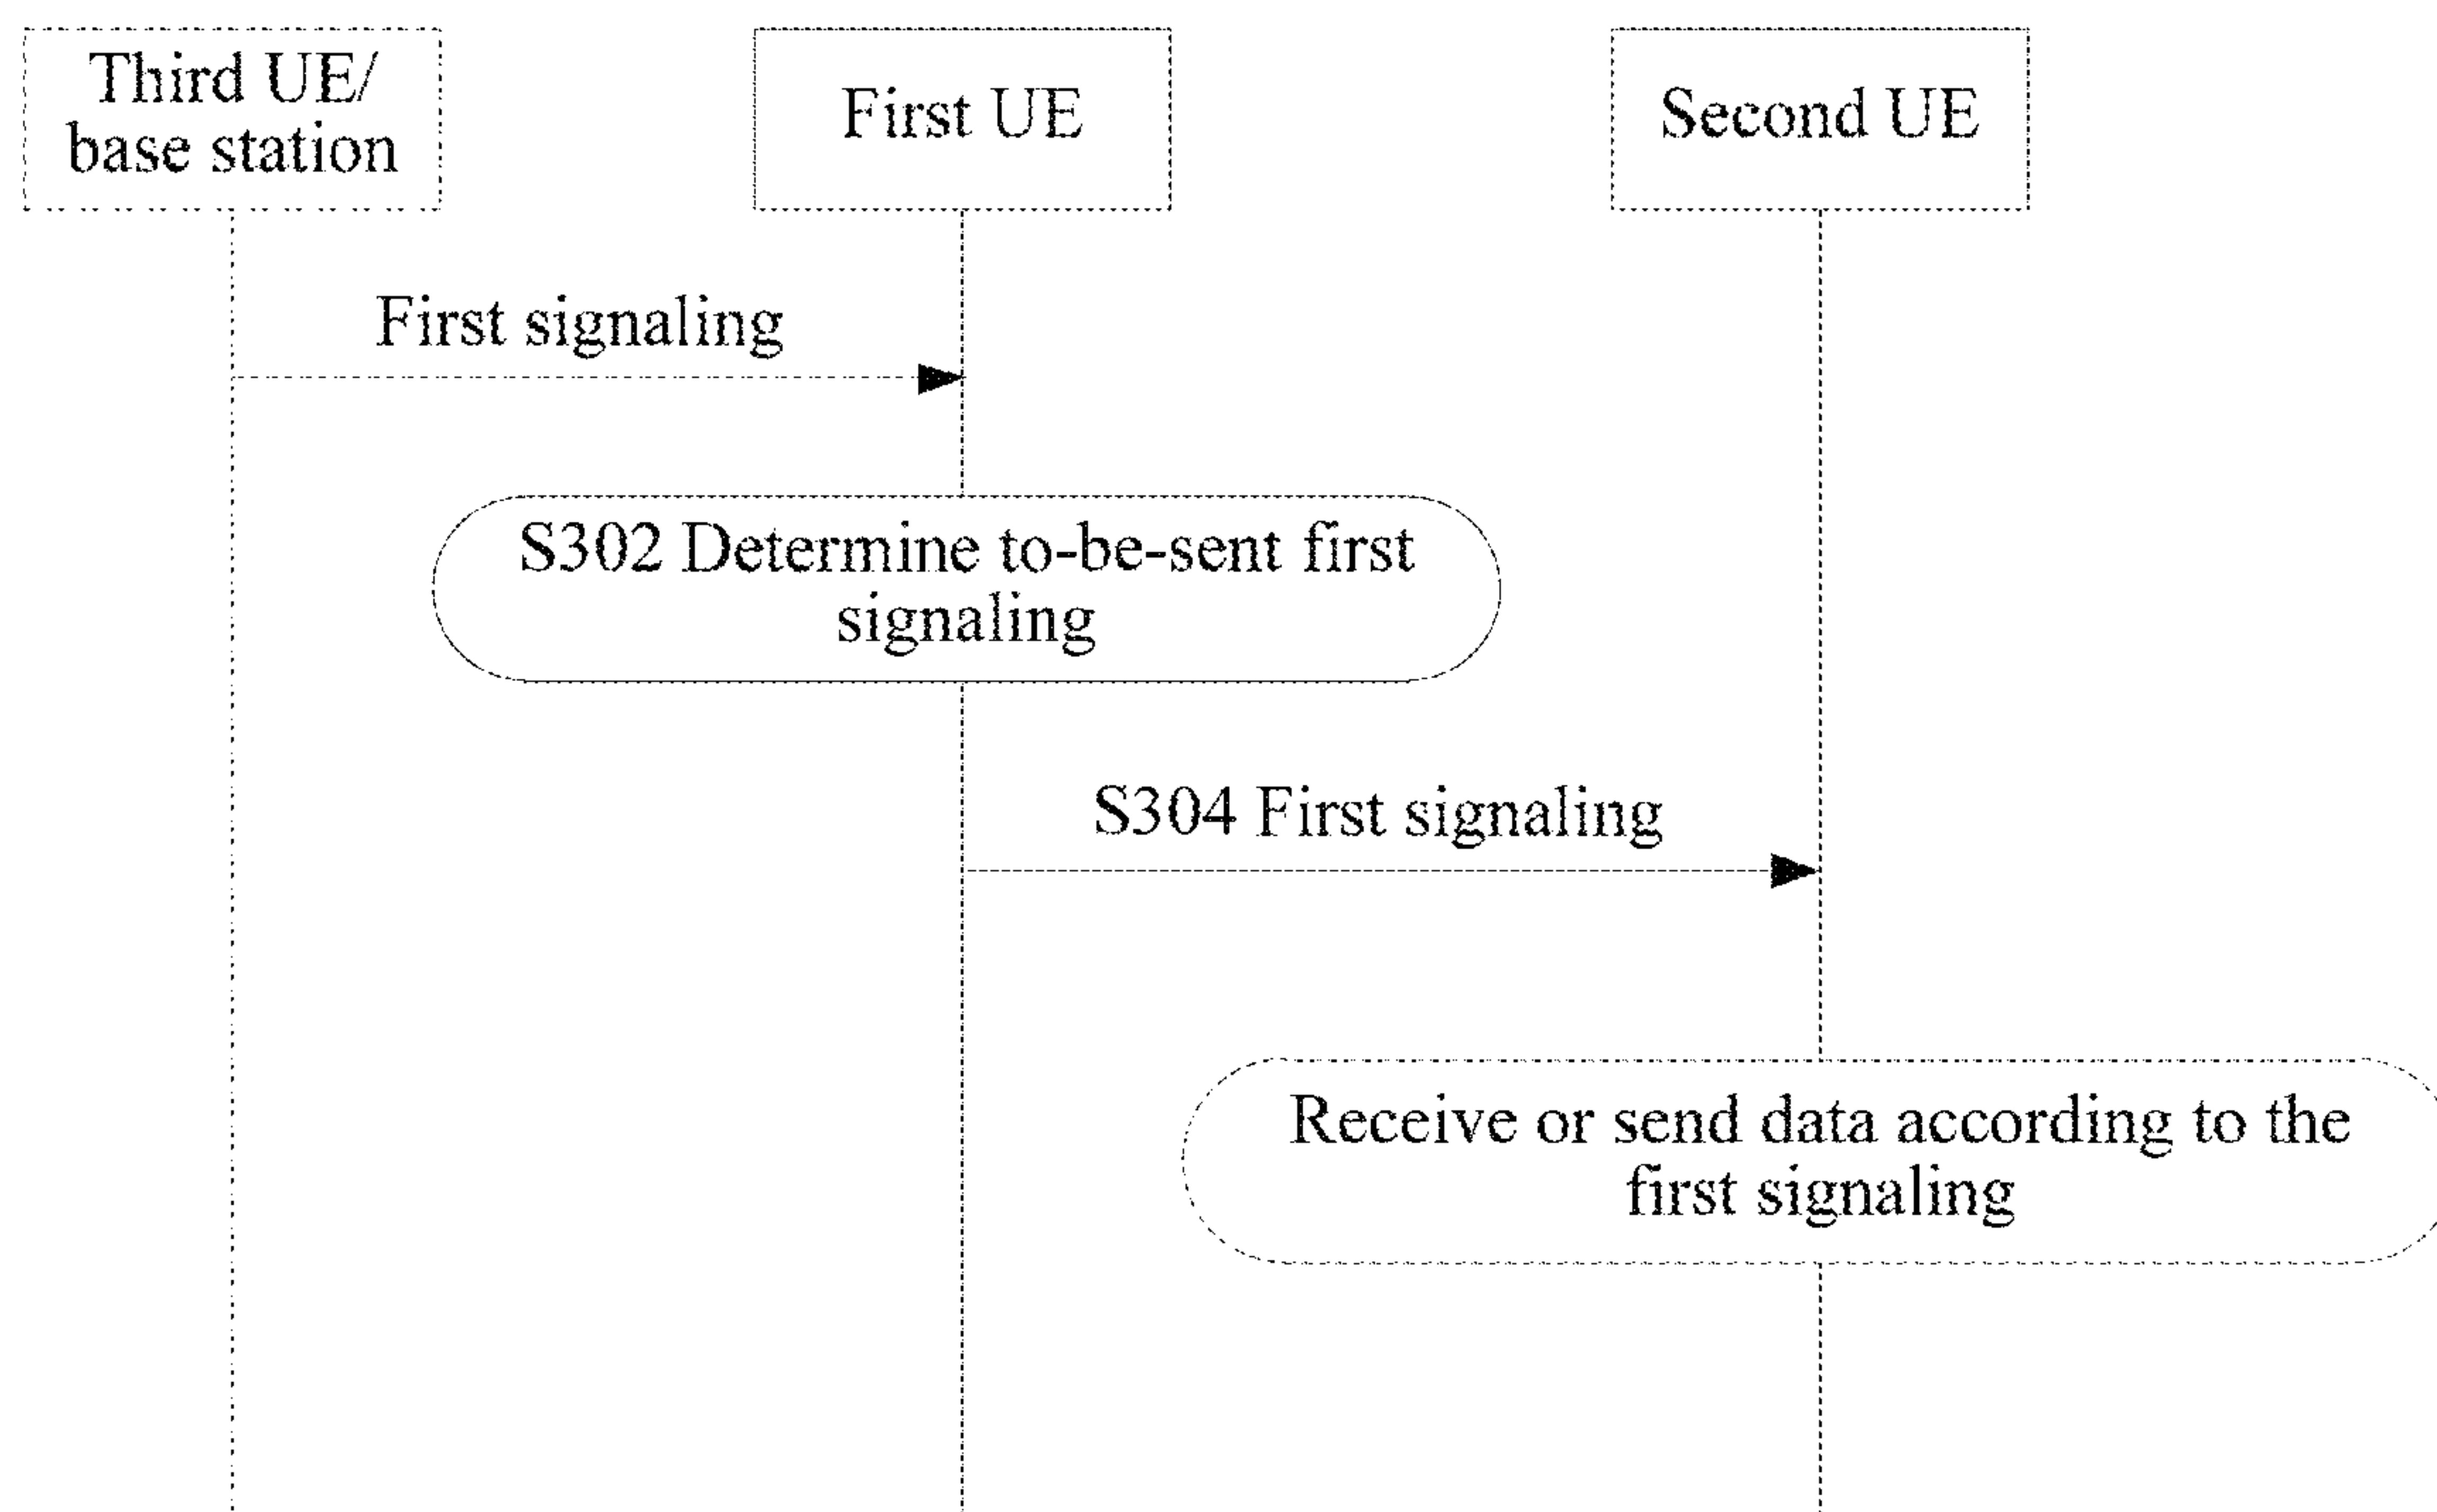 Third UE/
base station
First UE
Second UE
First signaling
S302 Determine to-be-sent first
signaling
S304 First signaling
Receive or send data according to the
first signaling